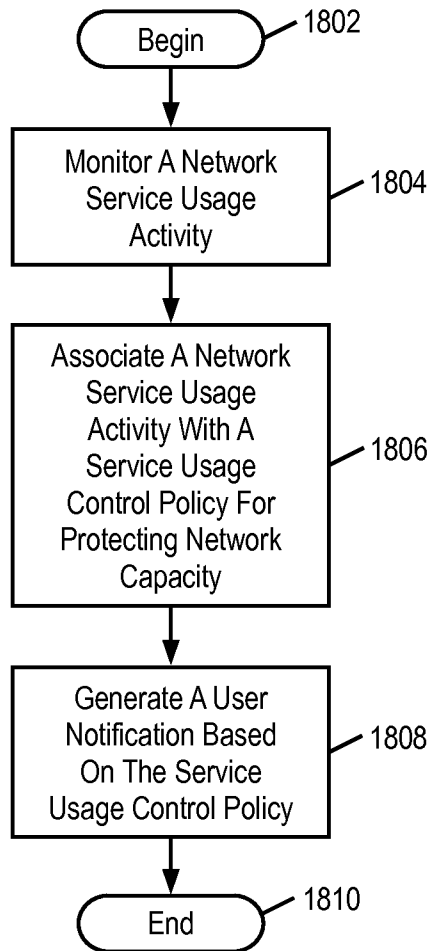 Begin
1802
Monitor A Network
Service Usage
Activity
1804
Associate A Network
Service Usage
Activity With A
Service Usage
Control Policy For
Protecting Network
Capacity
1806
Generate A User
Notification Based
On The Service
Usage Control Policy
1808
End
1810